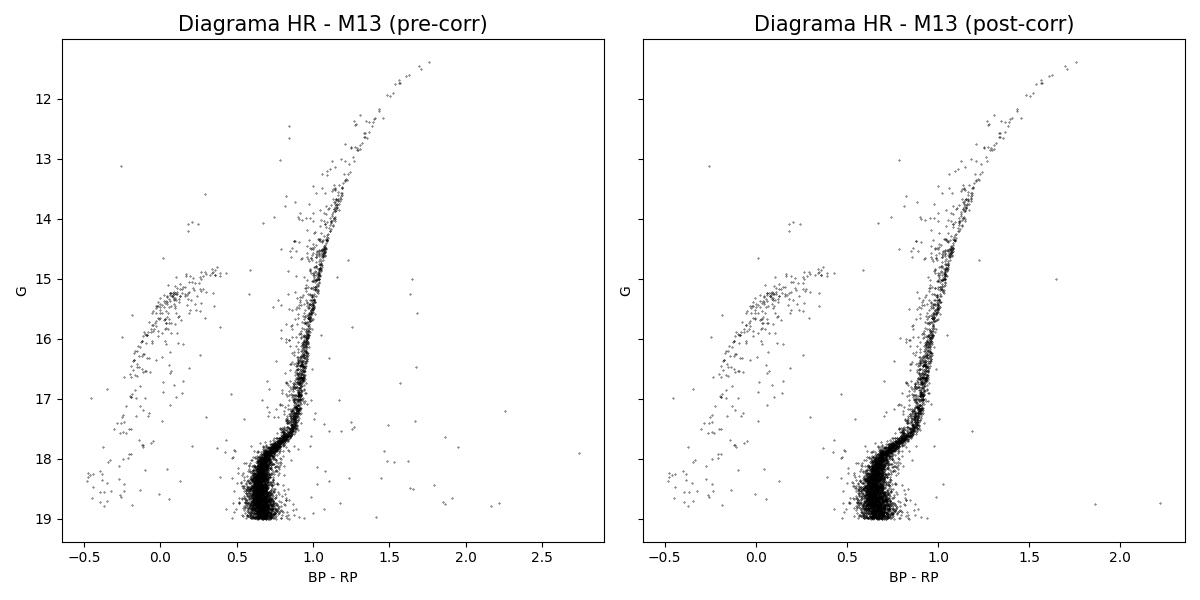 Diagrama HR - M13 (pre-corr)
G
12
13
14
15
16
17
18
19
−0.5 0.0 0.5 1.0 1.5 2.0 2.5
BP - RP
Diagrama HR - M13 (post-corr)
G
−0.5 0.0 0.5 1.0 1.5 2.0
BP - RP